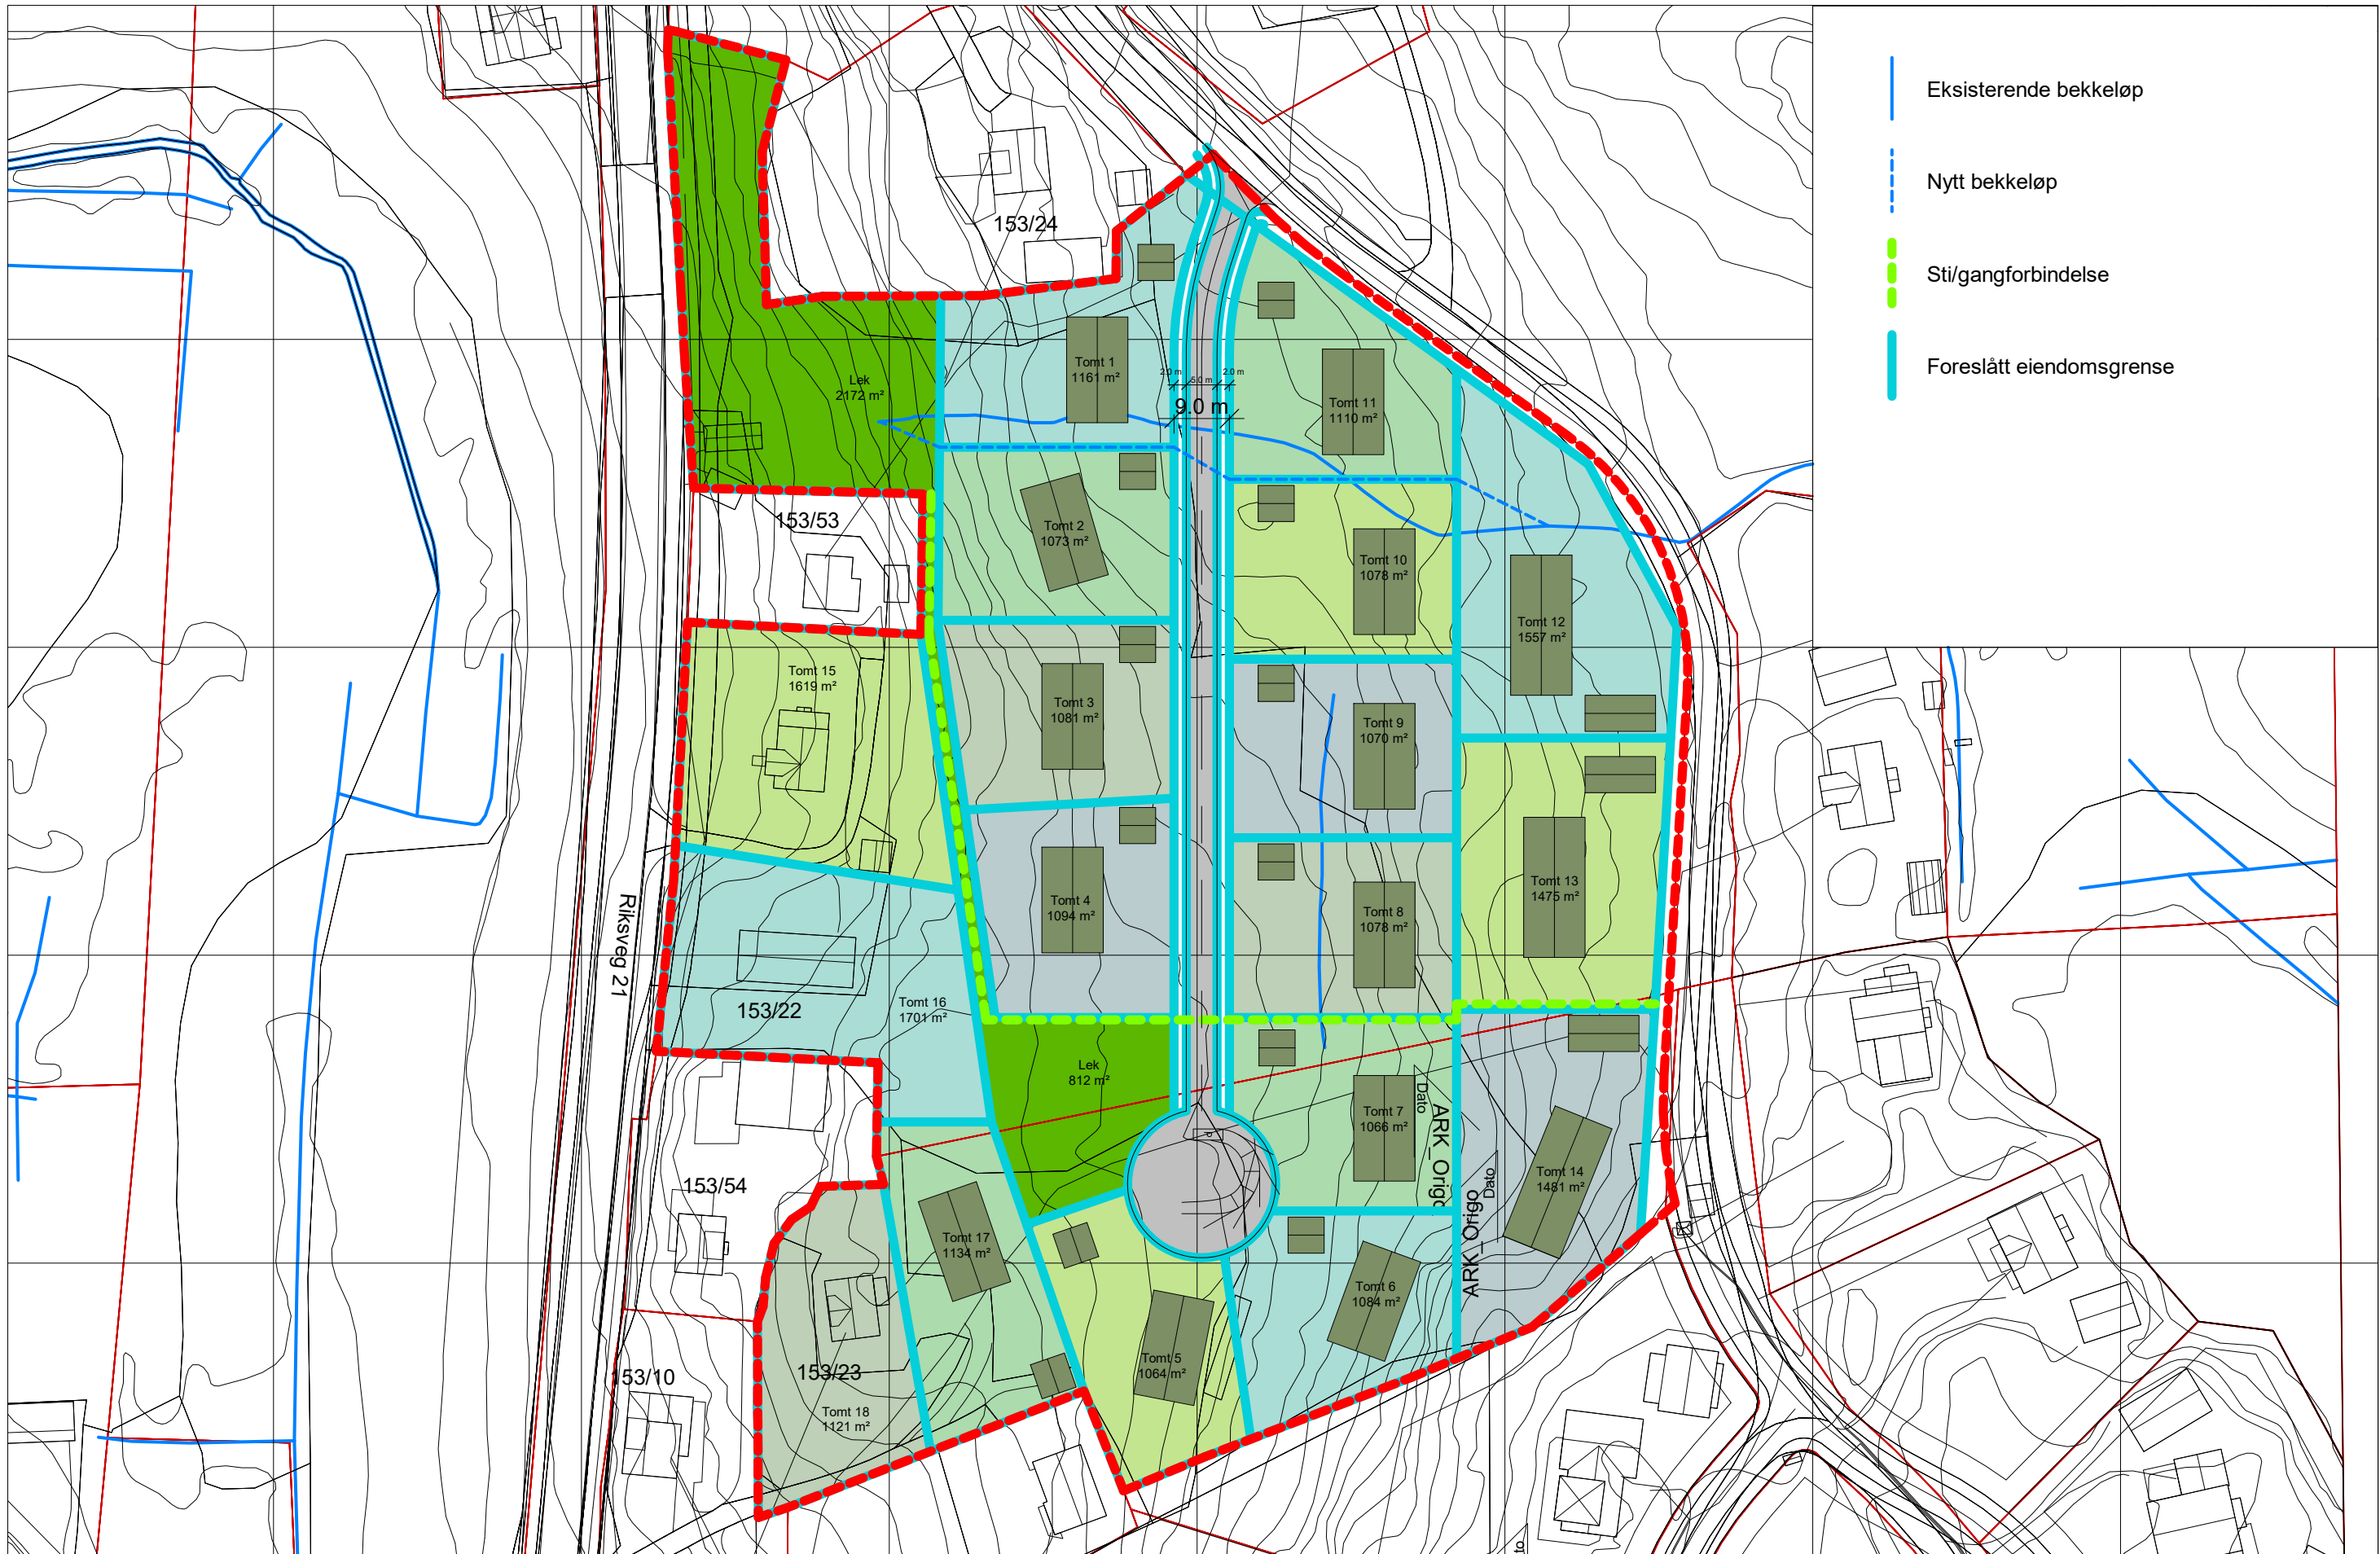 Eksisterende bekkeløp
Nytt bekkeløp
Sti/gangforbindelse
Foreslått eiendomsgrense
153/24
Tomt 1
1161 m²
2.0 m
5.0 m
2.0 m
9.0 m
Lek
2172 m²
Tomt 11
1110 m²
153/53
Tomt 2
1073 m²
Tomt 10
1078 m²
Tomt 12
1557 m²
Tomt 15
1619 m²
Tomt 3
1081 m²
Tomt 9
1070 m²
Tomt 4
1094 m²
Tomt 8
1078 m²
Tomt 13
1475 m²
Riksveg 21
153/22
Tomt 16
1701 m²
Lek
812 m²
Tomt 7
1066 m²
Dato
ARK_Origo
P
Tomt 14
1481 m²
Dato
ARK_Origo
153/54
Tomt 17
1134 m²
Tomt 6
1084 m²
153/10
153/23
Tomt 5
1064 m²
Tomt 18
1121 m²